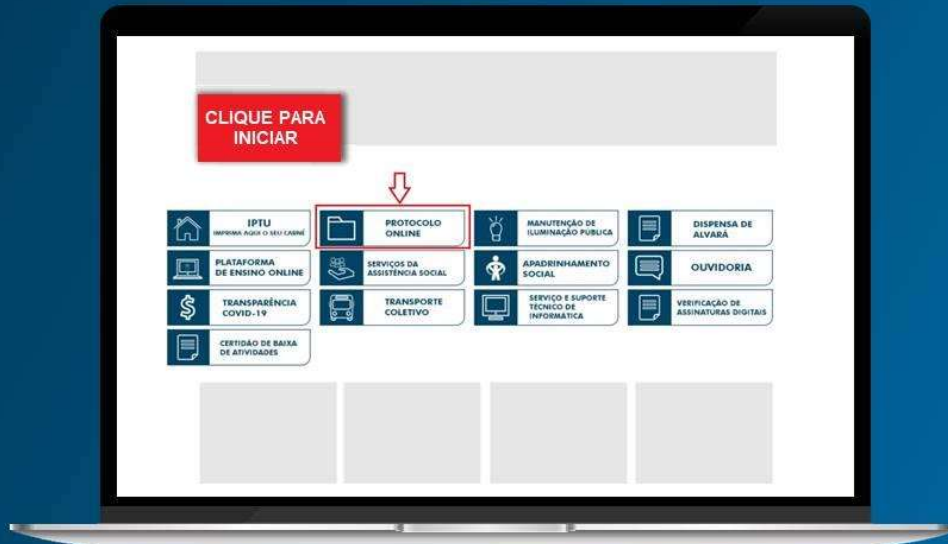 CLIQUE PARA
INICIAR
IPTU
IMPRIMA AQUI O SEU CARNÊ
PROTOCOLO
ONLINE
MANUTENÇÃO DE
ILUMINAÇÃO PÚBLICA
DISPENSA DE
ALVARÁ
PLATAFORMA
DE ENSINO ONLINE
SERVIÇOS DA
ASSISTÊNCIA SOCIAL
APADRINHAMENTO
SOCIAL
OUVIDORIA
TRANSPARÊNCIA
COVID-19
TRANSPORTE
COLETIVO
SERVIÇO E SUPORTE
TÉCNICO DE
INFORMÁTICA
VERIFICAÇÃO DE
ASSINATURAS DIGITAIS
CERTIDÃO DE BAIXA
DE ATIVIDADES